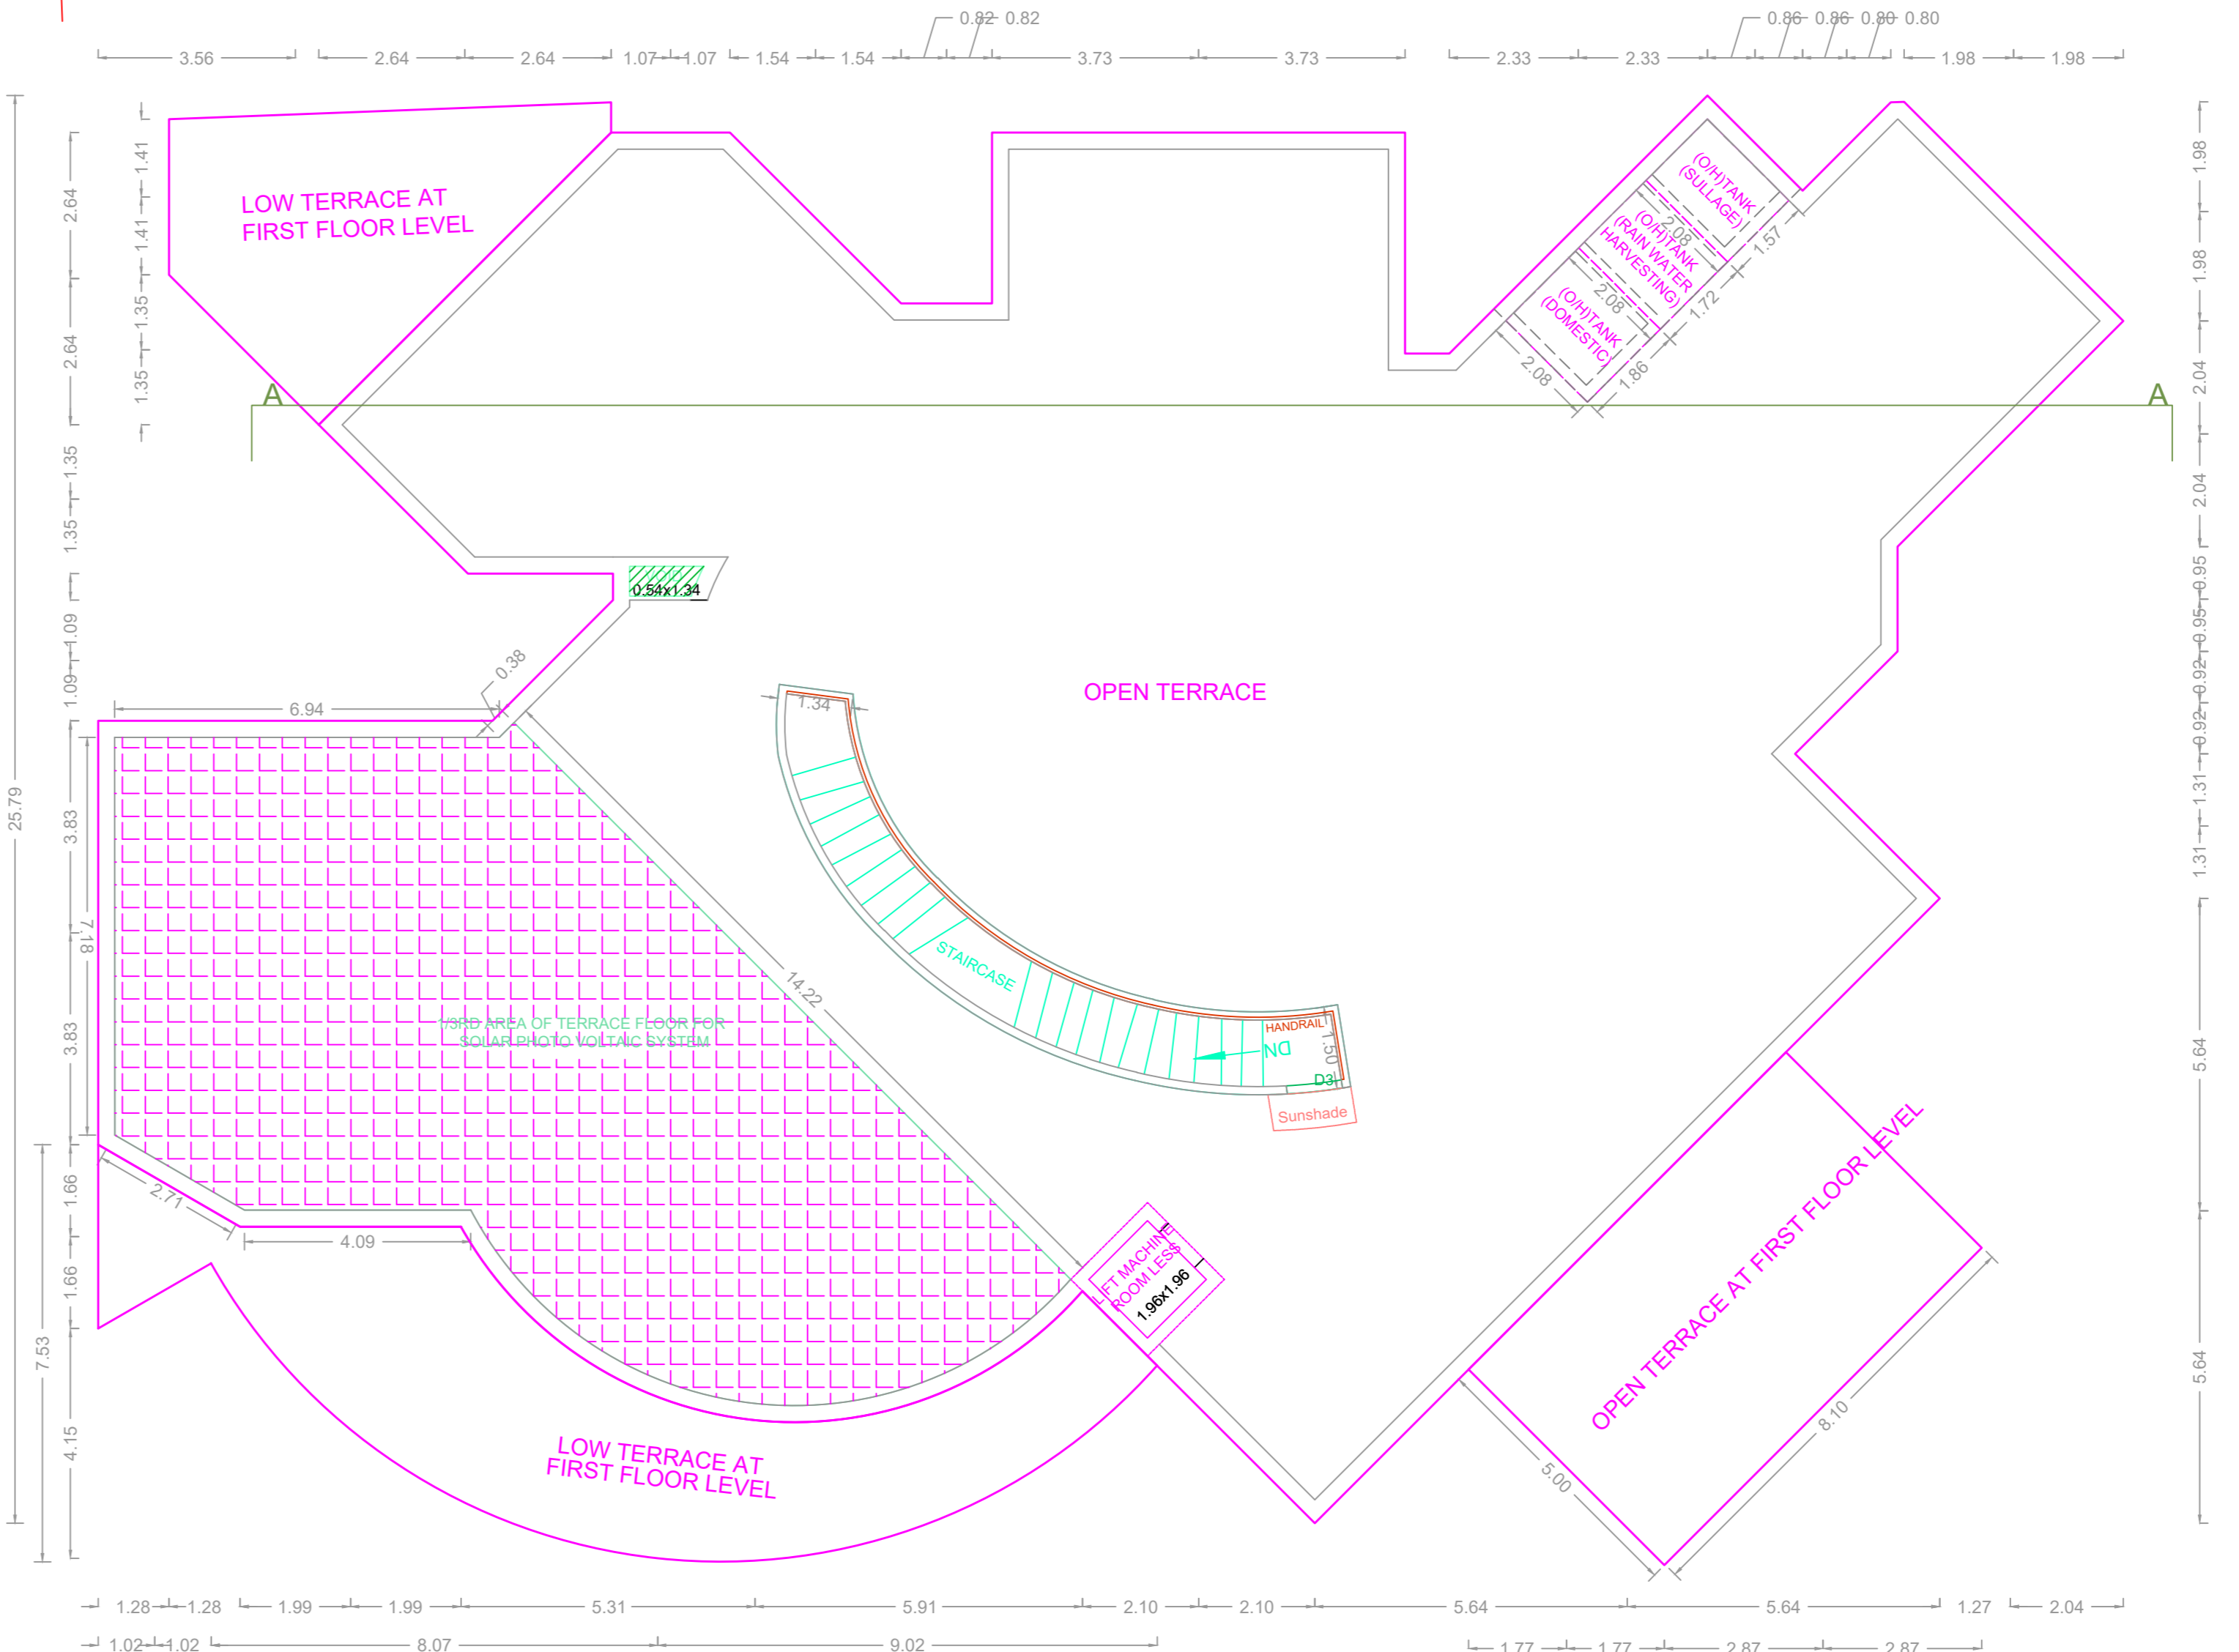 0.82 0.82
0.86 0.86 0.80 0.80
3.56 2.64 2.64 1.07 1.07 1.54 1.54 3.73 3.73 2.33 2.33 1.98 1.98
LOW TERRACE AT
FIRST FLOOR LEVEL
(O/H)TANK
(SULLAGE)
2.08
1.57
(O/H)TANK
(RAIN WATER
HARVESTING)
2.08
1.72
(O/H)TANK
(DOMESTIC)
2.08
1.86
A
A
1.41
1.41
1.35
1.35
2.64
2.64
1.35
1.35
1.09
1.09
3.83
3.83
1.66
1.66
4.15
25.79
7.53
1.98
1.98
2.04
2.04
0.95
0.95
0.92
0.92
1.31
1.31
5.64
5.64
0.54x1.34
0.38
6.94
7.18
OPEN TERRACE
1.34
STAIRCASE
14.22
HANDRAIL
1.50
DN
D3
Sunshade
1/3RD AREA OF TERRACE FLOOR FOR
SOLAR PHOTO VOLTAIC SYSTEM
2.71
4.09
LIFT MACHINE
ROOM LESS
1.96x1.96
OPEN TERRACE AT FIRST FLOOR LEVEL
8.10
5.00
LOW TERRACE AT
FIRST FLOOR LEVEL
1.28 1.28 1.99 1.99 5.31 5.91 2.10 2.10 5.64 5.64 1.27 2.04
1.02 1.02 8.07 9.02 1.77 1.77 2.87 2.87